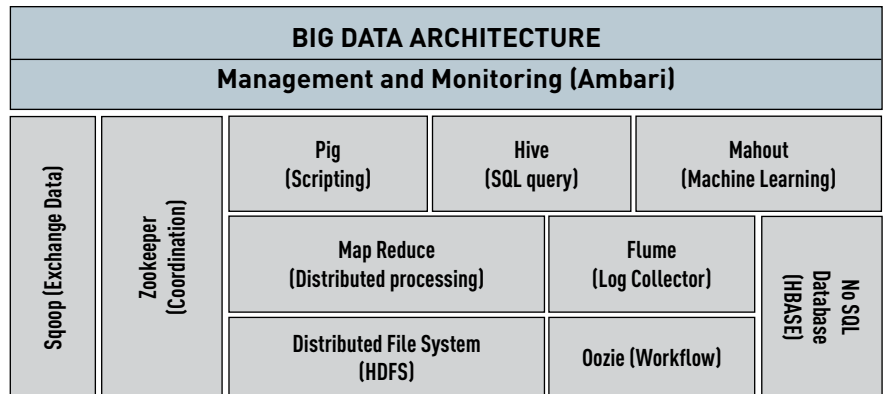 BIG DATA ARCHITECTURE
Management and Monitoring (Ambari)
Sqoop (Exchange Data)
Zookeeper
(Coordination)
Pig
(Scripting)
Hive
(SQL query)
Mahout
(Machine Learning)
Map Reduce
(Distributed processing)
Flume
(Log Collector)
No SQL
Database
(HBASE)
Distributed File System
(HDFS)
Oozie (Workflow)